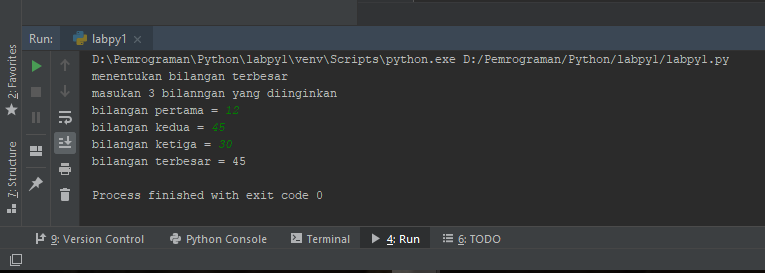 Run: labpy1
D:\Pemrograman\Python\labpy1\venv\Scripts\python.exe D:/Pemrograman/Python/labpy1/labpy1.py
menentukan bilangan terbesar
masukan 3 bilanngan yang diinginkan
bilangan pertama = 12
bilangan kedua = 45
bilangan ketiga = 30
bilangan terbesar = 45
Process finished with exit code 0
2: Favorites
7: Structure
9: Version Control Python Console Terminal 4: Run 6: TODO